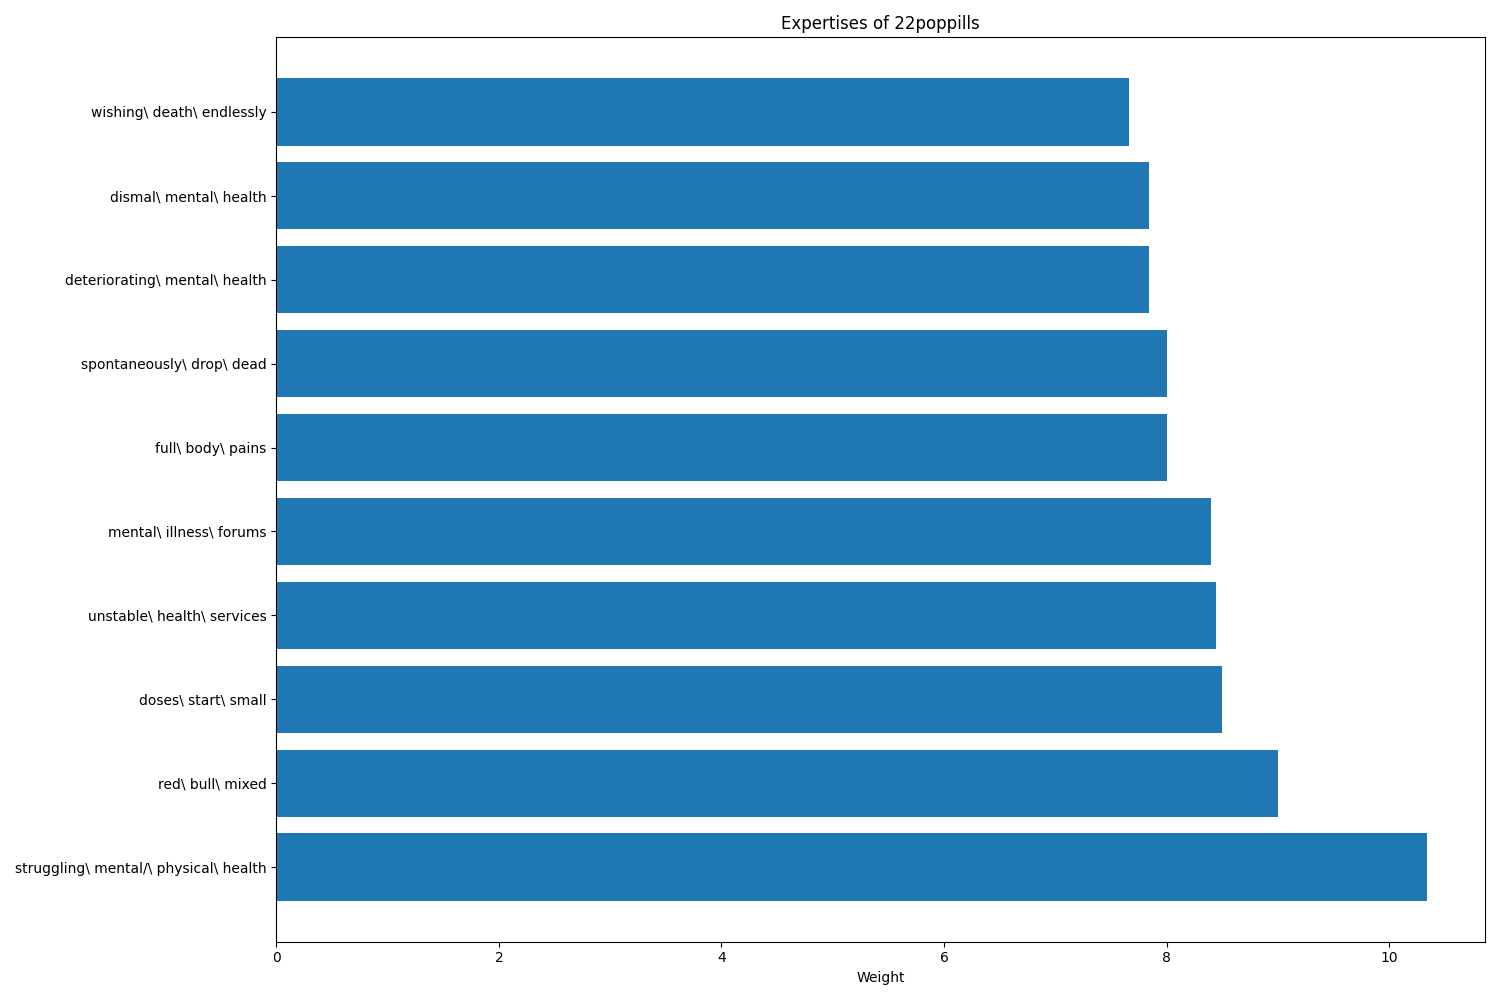 Expertises of 22poppills
wishing\ death\ endlessly
dismal\ mental\ health
deteriorating\ mental\ health
spontaneously\ drop\ dead
full\ body\ pains
mental\ illness\ forums
unstable\ health\ services
doses\ start\ small
red\ bull\ mixed
struggling\ mental/\ physical\ health
0 2 4 6 8 10
Weight